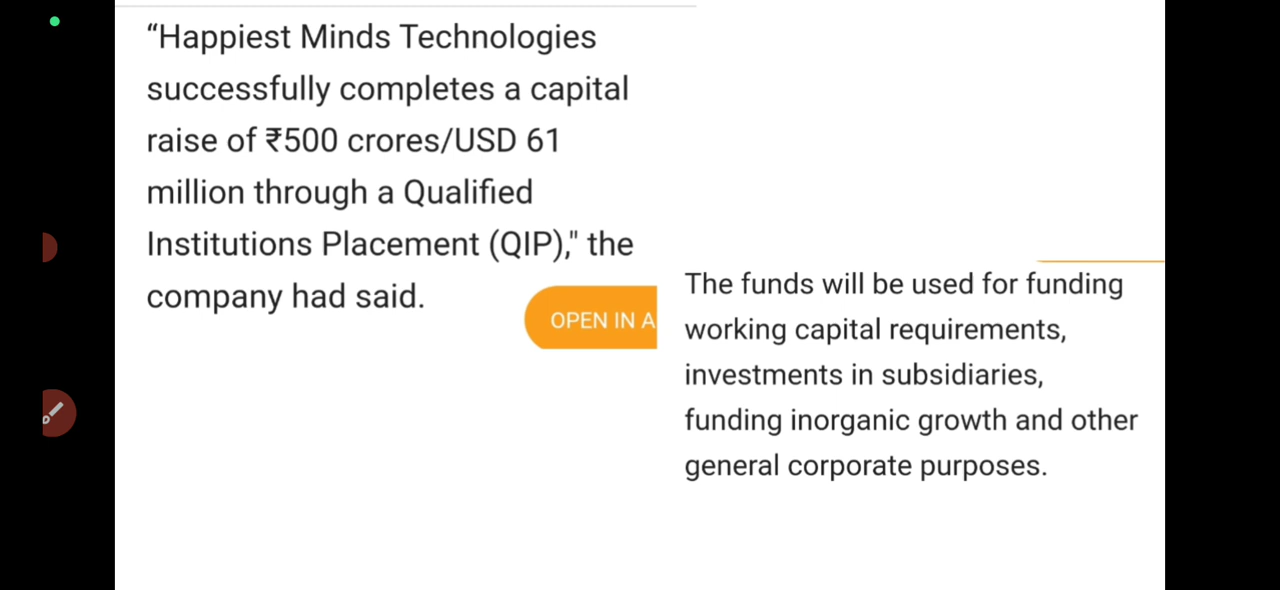 “Happiest Minds Technologies
successfully completes a capital
raise of ₹500 crores/USD 61
million through a Qualified
Institutions Placement (QIP)," the
company had said.
OPEN IN A
The funds will be used for funding
working capital requirements,
investments in subsidiaries,
funding inorganic growth and other
general corporate purposes.